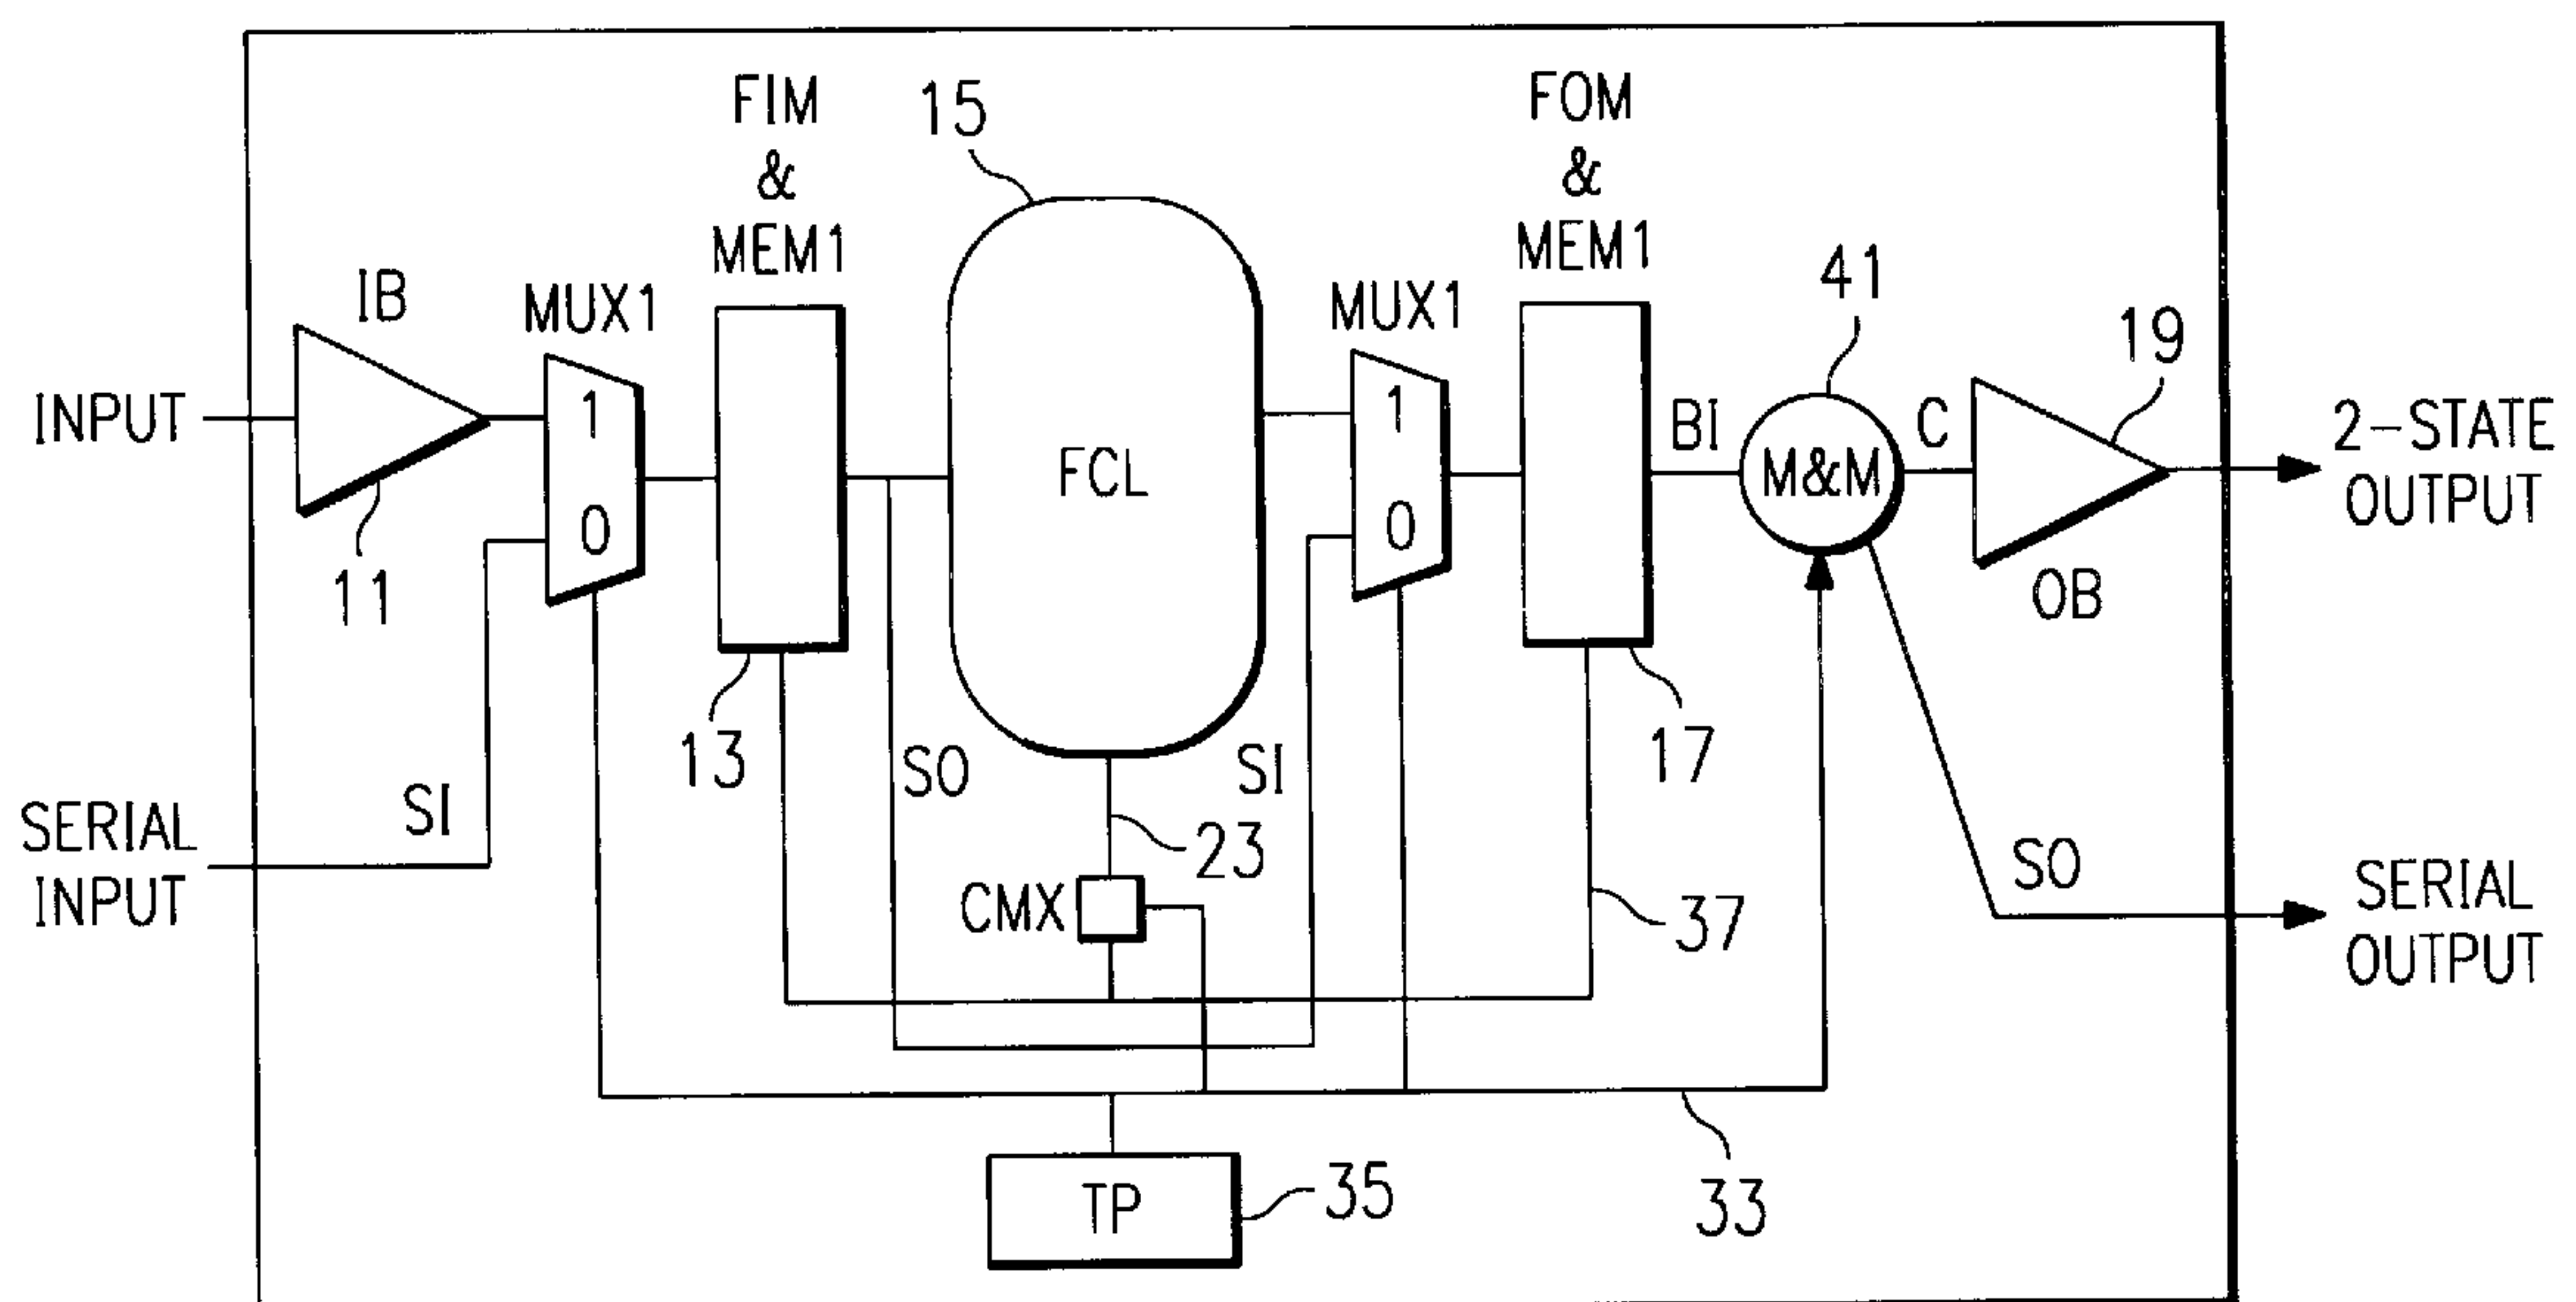 FIM
&
MEM1
15
FOM
&
MEM1
IB
MUX1
MUX1
41
19
INPUT
1
0
FCL
1
0
BI
M&M
C
2-STATE
OUTPUT
11
OB
13
SO
SI
17
SI
SERIAL
INPUT
23
CMX
37
SO
SERIAL
OUTPUT
TP
35
33